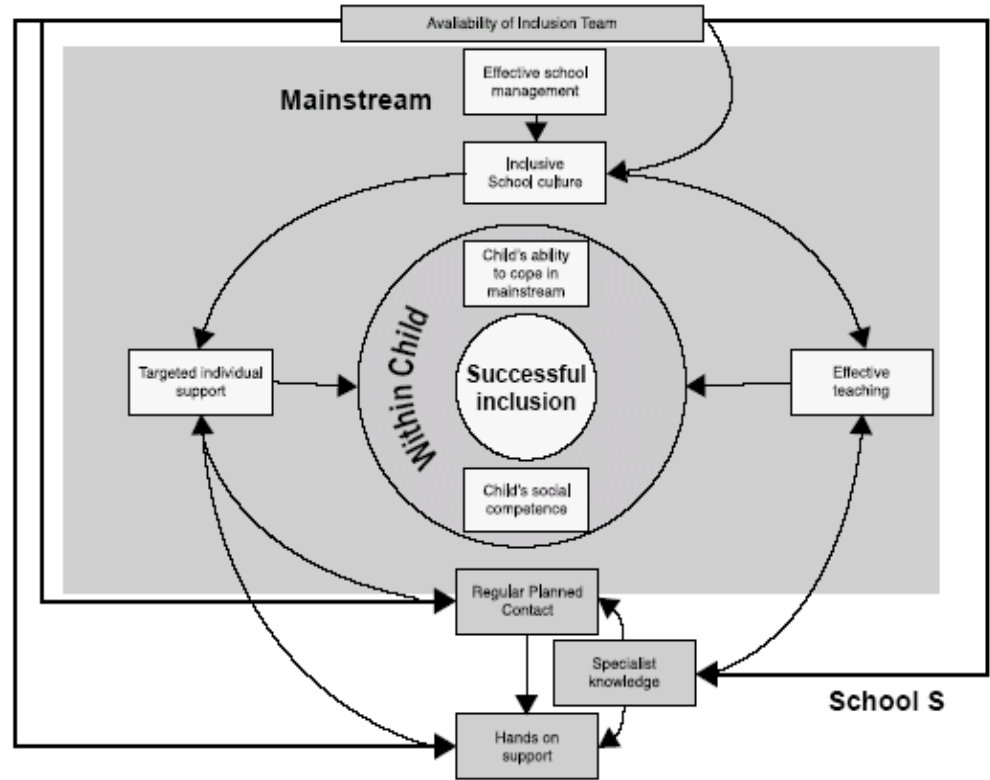 Avaliability of Inclusion Team
Effective school
management
Mainstream
Inclusive
School culture
Child's ability
to cope in
mainstream
Within Child
Targeted individual
support
Successful
inclusion
Effective
teaching
Child's social
competence
Regular Planned
Contact
Specialist
knowledge
School S
Hands on
support